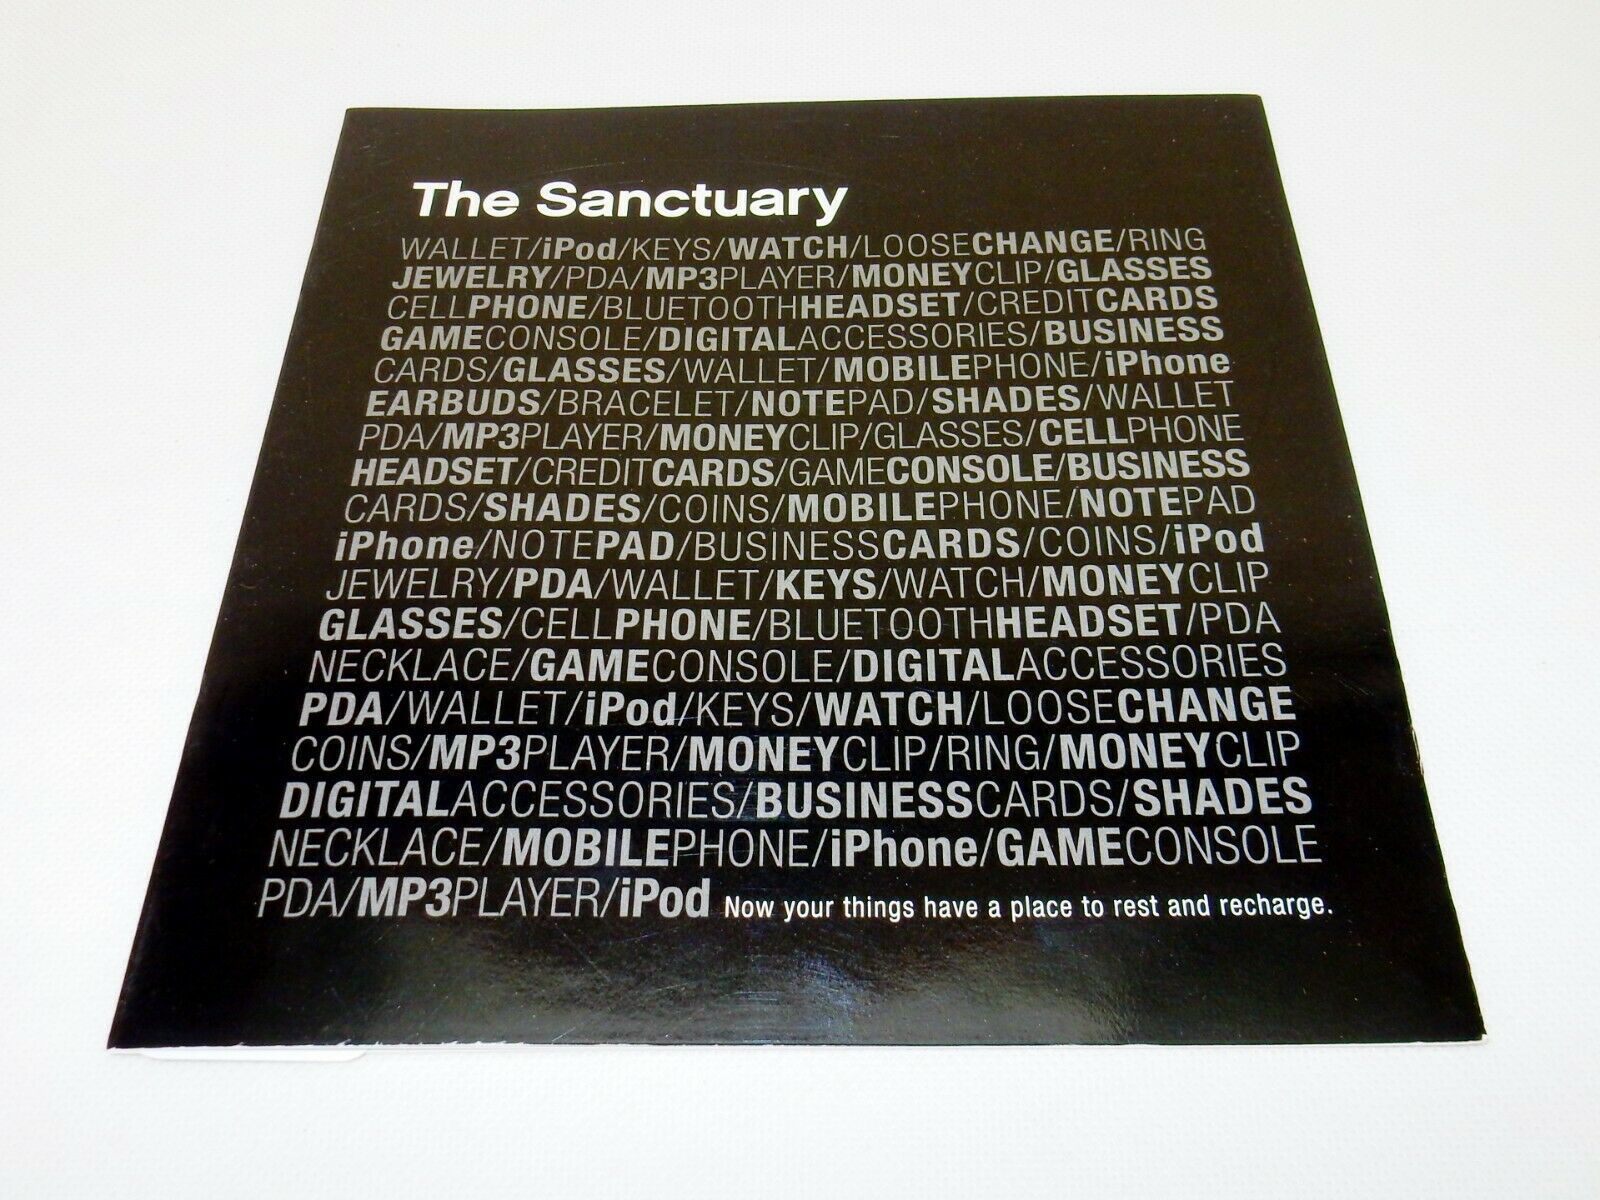 The Sanctuary
WALLET/iPod/KEYS/WATCH/LOOSECHANGE/RING
JEWELRY/PDA/MP3PLAYER/MONEYCLIP/GLASSES
CELLPHONE/BLUETOOTHHEADSET/CREDITCARDS
GAMECONSOLE/DIGITALACCESSORIES/BUSINESS
CARDS/GLASSES/WALLET/MOBILEPHONE/iPhone
EARBUDS/BRACELET/NOTEPAD/SHADES/WALLET
PDA/MP3PLAYER/MONEYCLIP/GLASSES/CELLPHONE
HEADSET/CREDITCARDS/GAMECONSOLE/BUSINESS
CARDS/SHADES/COINS/MOBILEPHONE/NOTEPAD
iPhone/NOTEPAD/BUSINESSCARDS/COINS/iPod
JEWELRY/PDA/WALLET/KEYS/WATCH/MONEYCLIP
GLASSES/CELLPHONE/BLUETOOTHHEADSET/PDA
NECKLACE/GAMECONSOLE/DIGITALACCESSORIES
PDA/WALLET/iPod/KEYS/WATCH/LOOSECHANGE
COINS/MP3PLAYER/MONEYCLIP/RING/MONEYCLIP
DIGITALACCESSORIES/BUSINESSCARDS/SHADES
NECKLACE/MOBILEPHONE/iPhone/GAMECONSOLE
PDA/MP3PLAYER/iPod Now your things have a place to rest and recharge.